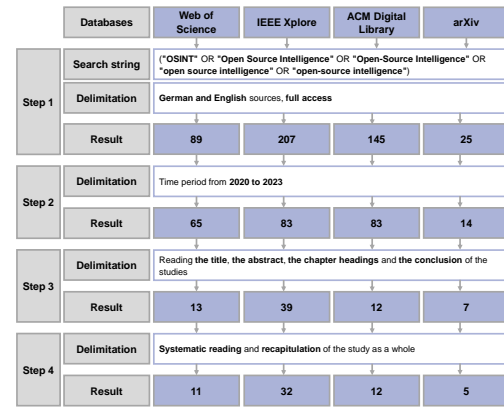 Databases
Web of
Science
IEEE Xplore
ACM Digital
Library
arXiv
Step 1
Search string
("OSINT" OR "Open Source Intelligence" OR "Open-Source Intelligence" OR
"open source intelligence" OR "open-source intelligence")
Delimitation
German and English sources, full access
Result
89
207
145
25
Step 2
Delimitation
Time period from 2020 to 2023
Result
65
83
83
14
Step 3
Delimitation
Reading the title, the abstract, the chapter headings and the conclusion of the
studies
Result
13
39
12
7
Step 4
Delimitation
Systematic reading and recapitulation of the study as a whole
Result
11
32
12
5